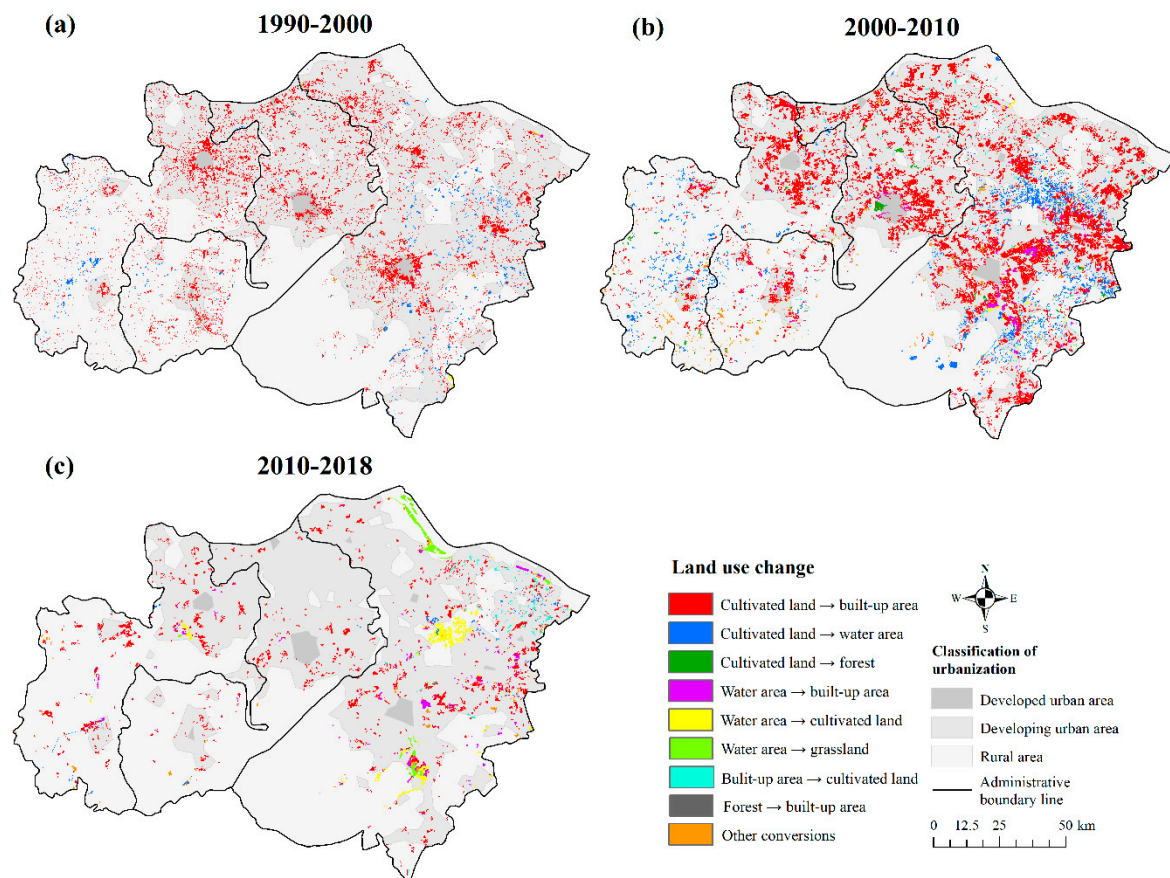 (a)
1990-2000
(b)
2000-2010
(c)
2010-2018
Land use change
Cultivated land → built-up area
Cultivated land → water area
Cultivated land → forest
Water area → built-up area
Water area → cultivated land
Water area → grassland
Bulit-up area → cultivated land
Forest → built-up area
Other conversions
N
W
E
S
Classification of
urbanization
Developed urban area
Developing urban area
Rural area
Administrative
boundary line
0 12.5 25 50 km